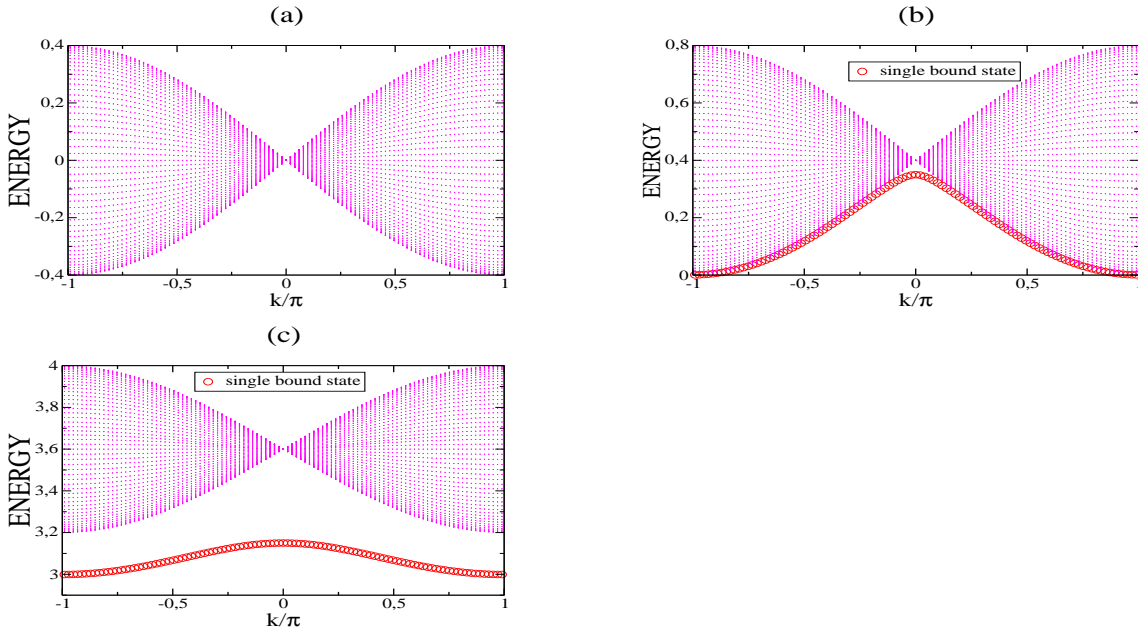 (a)
0,4
0,2
0
-0,2
-0,4
ENERGY
-1
-0,5
0
0,5
1
k/π
(b)
single bound state
0,8
0,6
0,4
0,2
0
ENERGY
-1
-0,5
0
0,5
1
k/π
(c)
single bound state
4
3,8
3,6
3,4
3,2
3
ENERGY
-1
-0,5
0
0,5
1
k/π